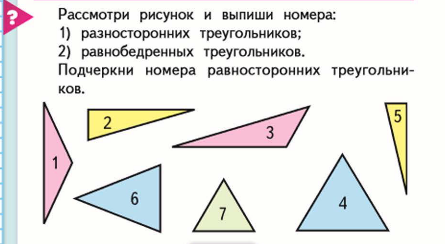 ?
Рассмотри рисунок и выпиши номера:
1) разносторонних треугольников;
2) равнобедренных треугольников.
Подчеркни номера равносторонних треугольни-
ков.
1
2
3
5
6
7
4